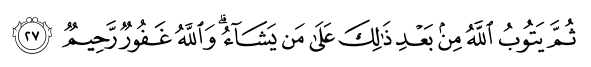 ثُمَّ يَتُوبُ ٱللَّهُ مِنۢ بَعۡدِ ذَٰلِكَ عَلَىٰ مَن يَشَآءُۗ وَٱللَّهُ غَفُورٞ رَّحِيمٞ ٢٧